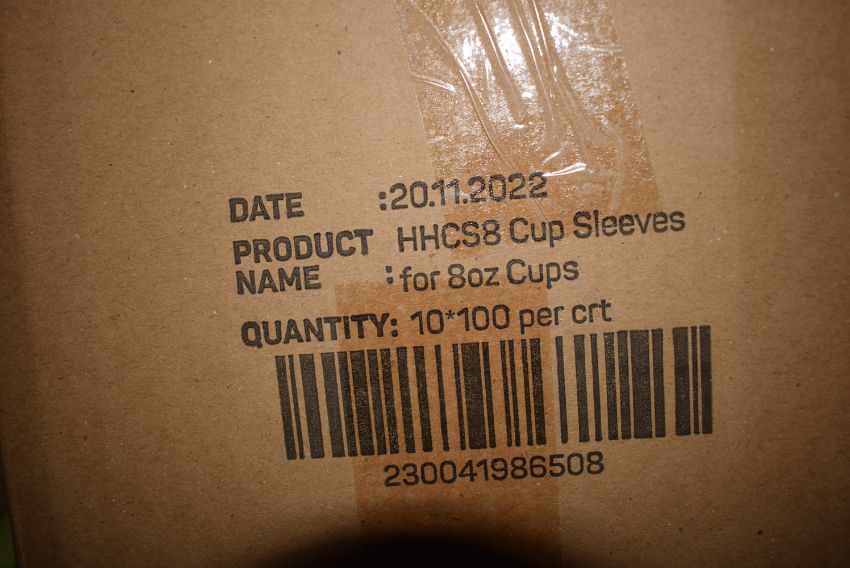 DATE :20.11.2022
PRODUCT HHCS8 Cup Sleeves
NAME : for 8oz Cups
QUANTITY: 10*100 per crt
230041986508